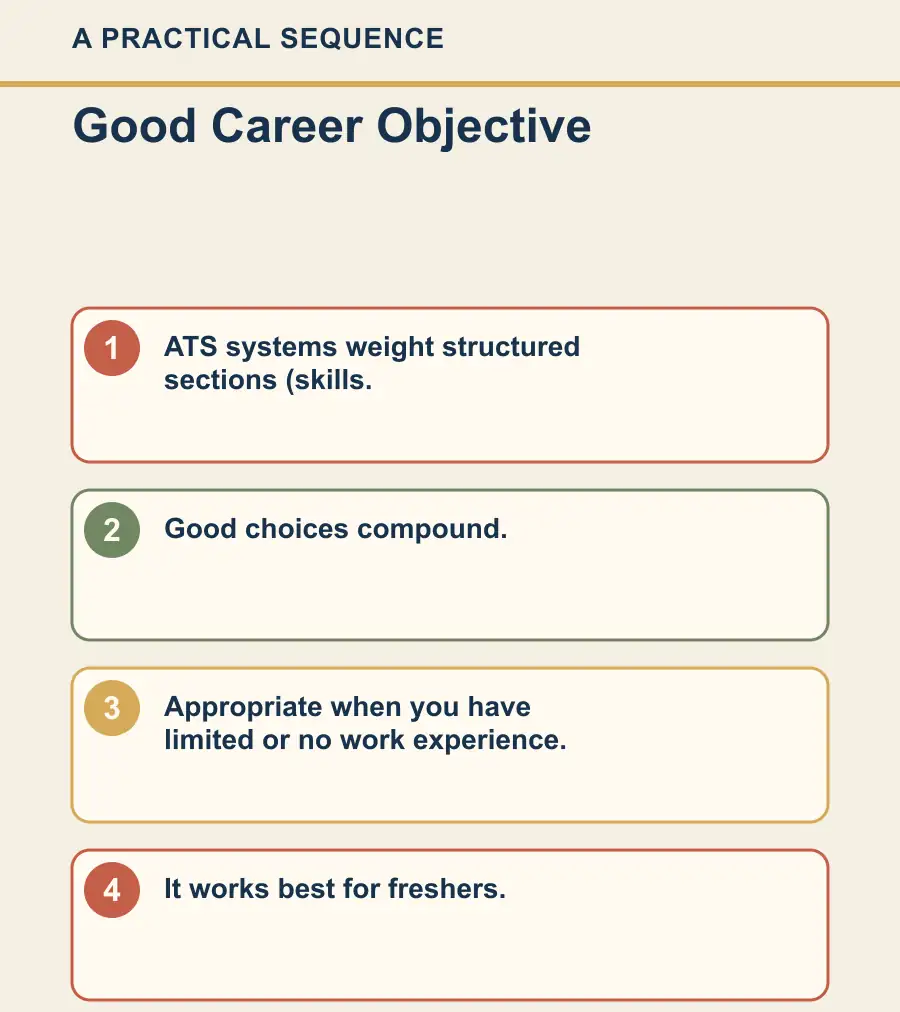 A PRACTICAL SEQUENCE
Good Career Objective
1
ATS systems weight structured
sections (skills.
2
Good choices compound.
3
Appropriate when you have
limited or no work experience.
4
It works best for freshers.